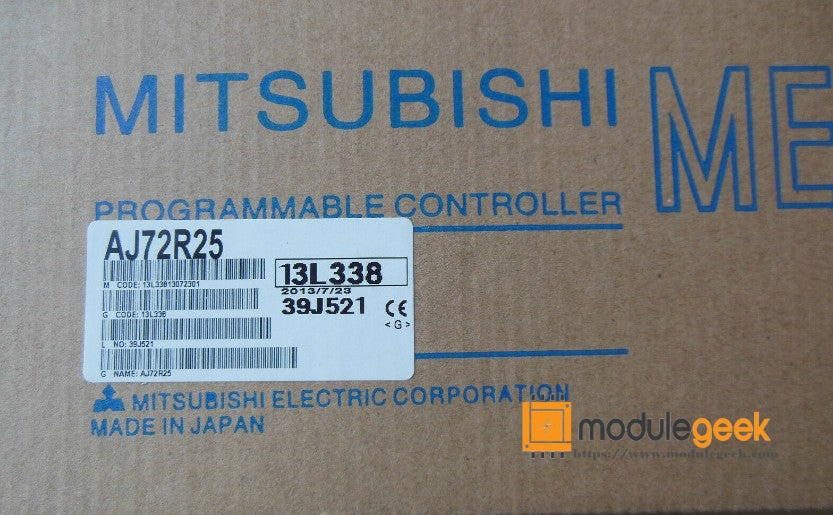 MITSUBISHI ME
PROGRAMMABLE CONTROLLER
AJ72R25
M CODE: 13L33813072301
13L338
2013/7/23
39J521
CE
<G>
G CODE: 13L338
L NO: 39J521
G NAME: AJ72R25
MITSUBISHI ELECTRIC CORPORATION
MADE IN JAPAN
modulegeek
https://www.modulegeek.com